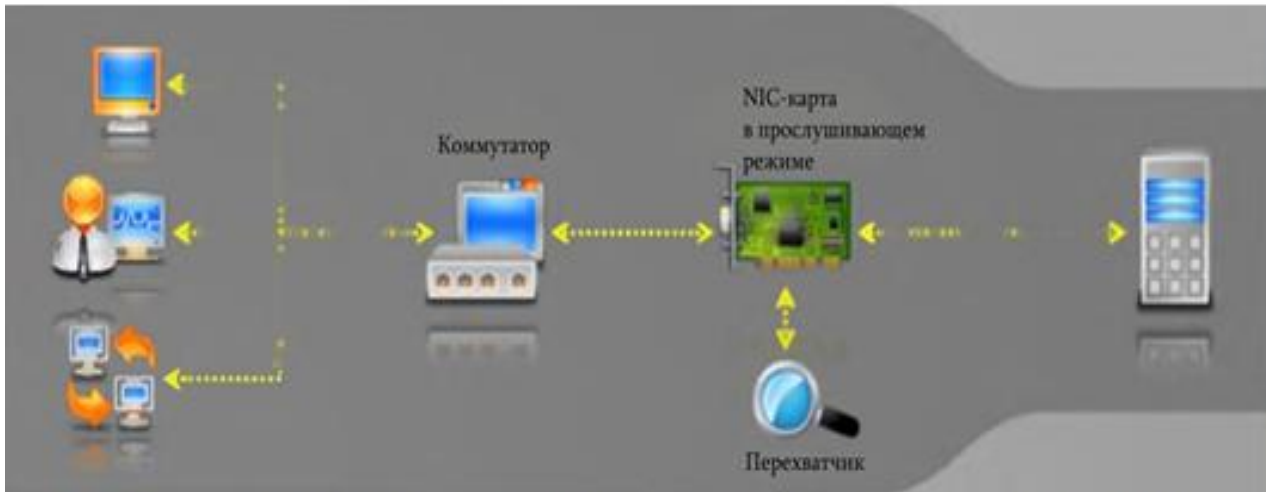 Коммутатор
NIC-карта
в прослушивающем
режиме
Перехватчик